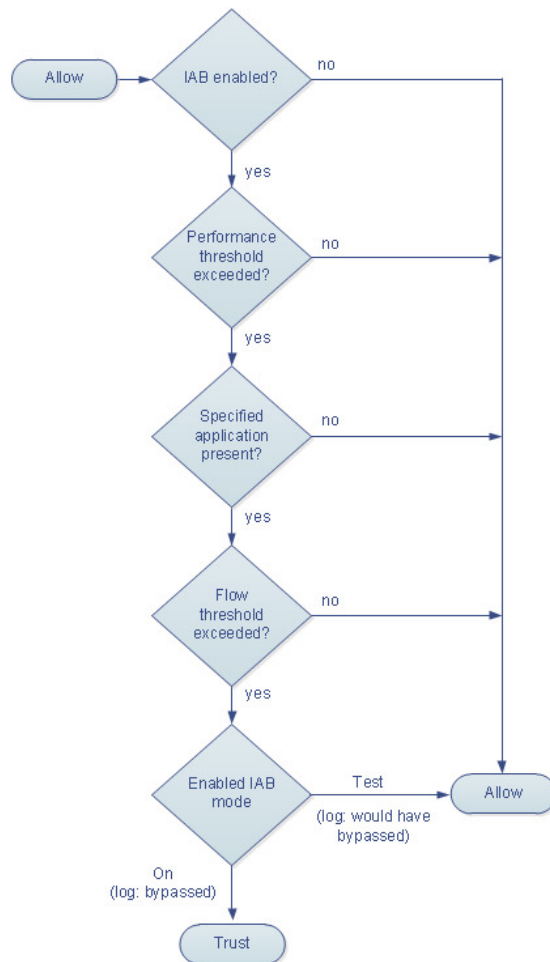 Allow
IAB enabled?
no
yes
Performance
threshold
exceeded?
no
yes
Specified
application
present?
no
yes
Flow
threshold
exceeded?
no
yes
Enabled IAB
mode
Test
(log: would have
bypassed)
Allow
On
(log: bypassed)
Trust